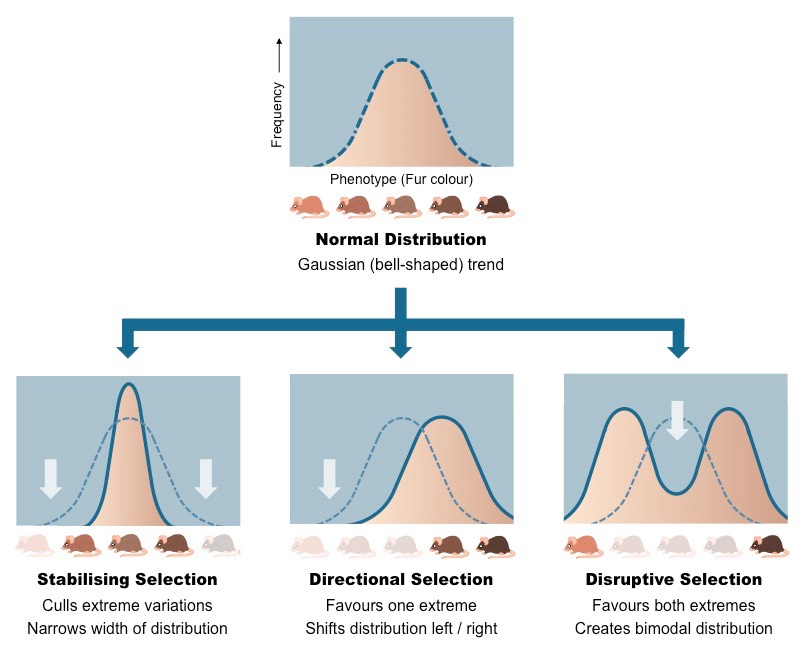 Frequency
Phenotype (Fur colour)
Normal Distribution
Gaussian (bell-shaped) trend
Stabilising Selection
Culls extreme variations
Narrows width of distribution
Directional Selection
Favours one extreme
Shifts distribution left / right
Disruptive Selection
Favours both extremes
Creates bimodal distribution